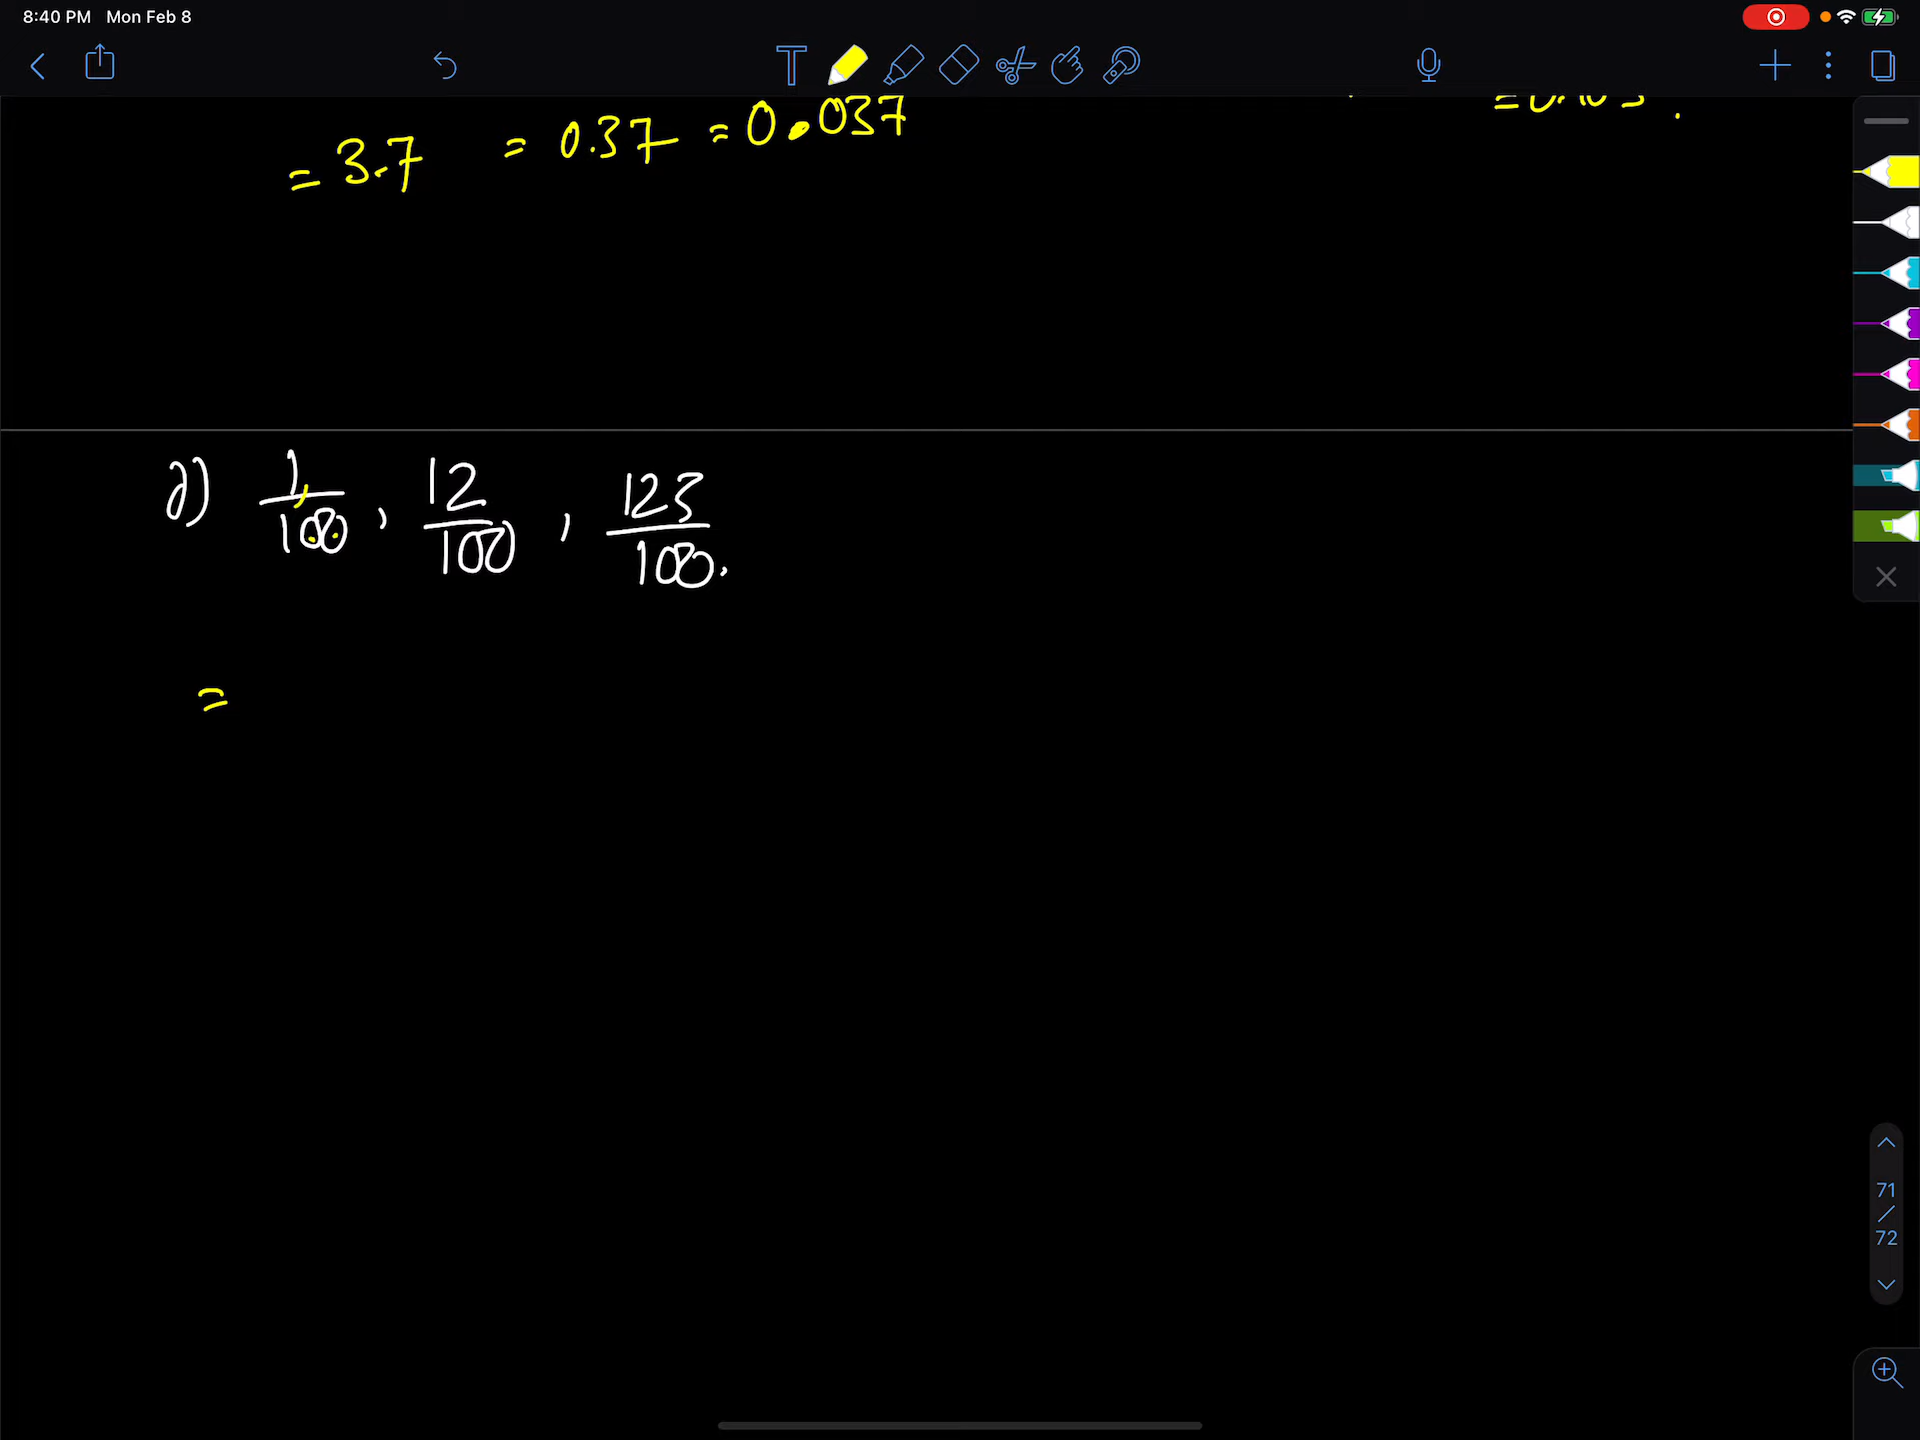 8:40 PM Mon Feb 8
= 3.7 = 0.37 = 0.037
2) 1/100, 12/100, 123/100.
=
71
/
72